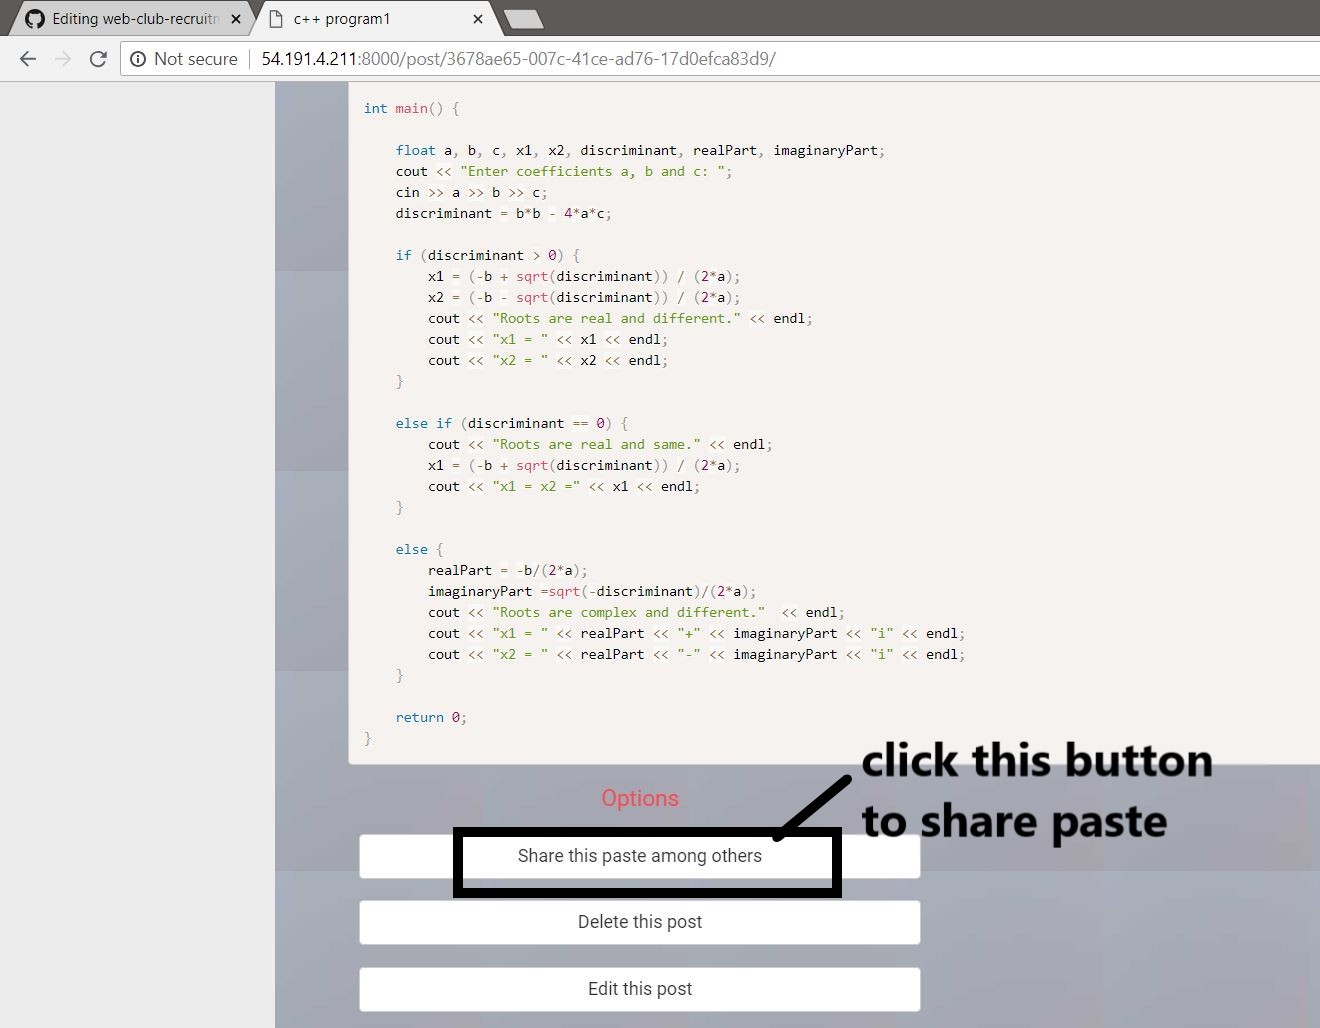 Editing web-club-recruitn
c++ program1
Not secure
54.191.4.211:8000/post/3678ae65-007c-41ce-ad76-17d0efca83d9/
int main() {
float a, b, c, x1, x2, discriminant, realPart, imaginaryPart;
cout << "Enter coefficients a, b and c: ";
cin >> a >> b >> c;
discriminant = b*b - 4*a*c;
if (discriminant > 0) {
x1 = (-b + sqrt(discriminant)) / (2*a);
x2 = (-b - sqrt(discriminant)) / (2*a);
cout << "Roots are real and different." << endl;
cout << "x1 = " << x1 << endl;
cout << "x2 = " << x2 << endl;
}
else if (discriminant == 0) {
cout << "Roots are real and same." << endl;
x1 = (-b + sqrt(discriminant)) / (2*a);
cout << "x1 = x2 =" << x1 << endl;
}
else {
realPart = -b/(2*a);
imaginaryPart =sqrt(-discriminant)/(2*a);
cout << "Roots are complex and different."  << endl;
cout << "x1 = " << realPart << "+" << imaginaryPart << "i" << endl;
cout << "x2 = " << realPart << "-" << imaginaryPart << "i" << endl;
}
return 0;
}
click this button
to share paste
Options
Share this paste among others
Delete this post
Edit this post